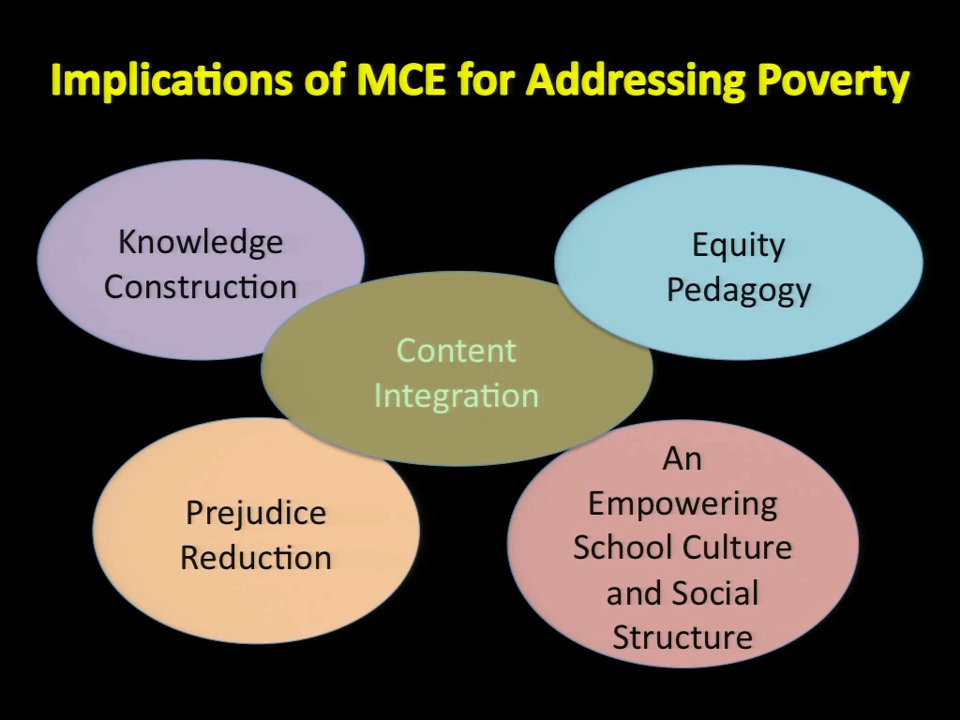 Implications of MCE for Addressing Poverty
Knowledge
Construction
Equity
Pedagogy
Content
Integration
Prejudice
Reduction
An
Empowering
School Culture
and Social
Structure